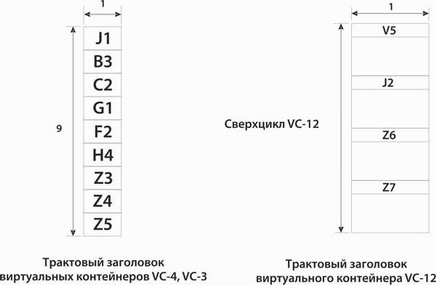 1
J1
B3
C2
G1
F2
H4
Z3
Z4
Z5
9
Трактовый заголовок
виртуальных контейнеров VC-4, VC-3
1
V5
J2
Z6
Z7
Сверхцикл VC-12
Трактовый заголовок
виртуального контейнера VC-12